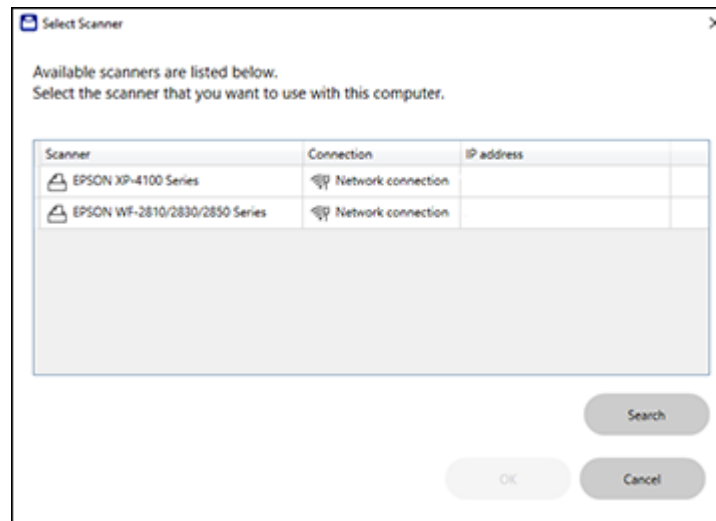 Select Scanner
Available scanners are listed below.
Select the scanner that you want to use with this computer.
Scanner Connection IP address
EPSON XP-4100 Series Network connection
EPSON WF-2810/2830/2850 Series Network connection
Search
OK Cancel